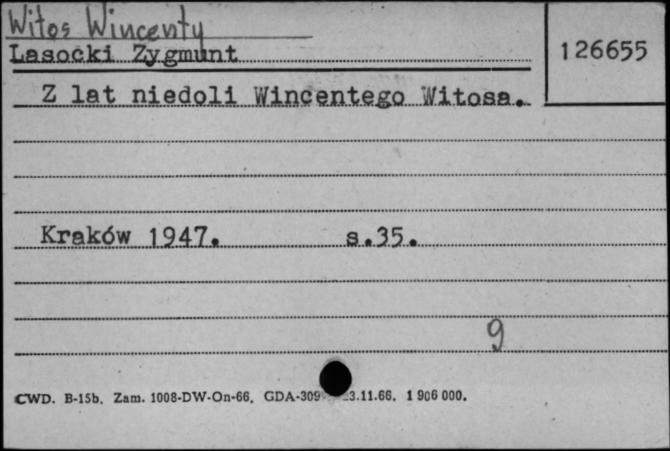 Witos Wincenty
Lasocki Zygmunt
126655
Z lat niedoli Wincentego Witosa.
Kraków 1947. s.35.
9
CWD. B-15b. Zam. 1008-DW-On-66. GDA-309 3.11.66. 1 906 000.